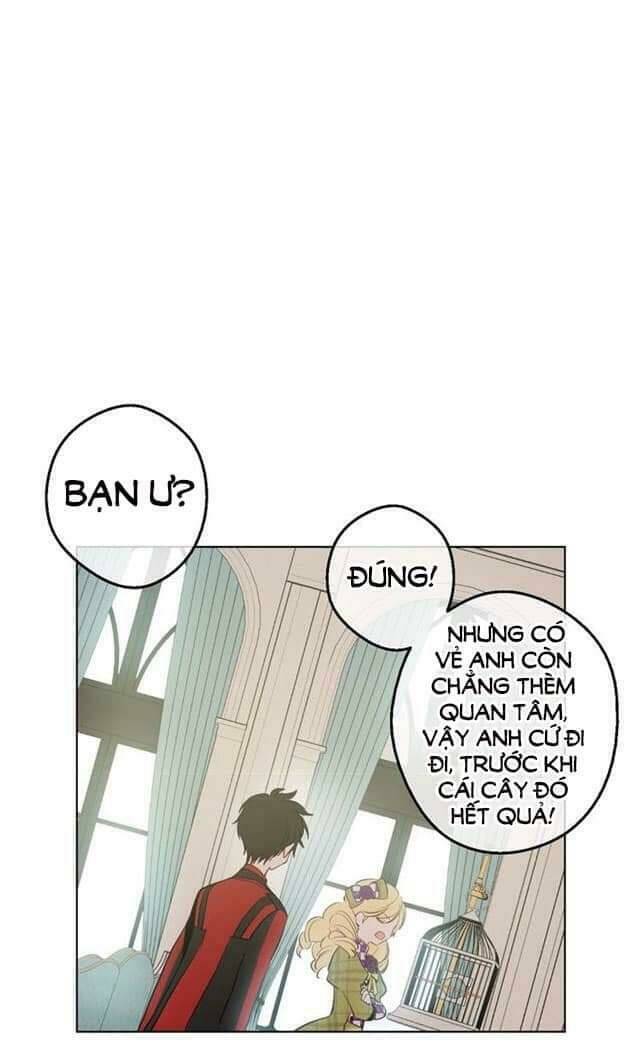 BẠN Ư?
ĐÚNG!
NHƯNG CÓ
VẺ ANH CÒN
CHẲNG THÈM
QUAN TÂM,
VẬY ANH CỨ ĐI
ĐI, TRƯỚC KHI
CÁI CÂY ĐÓ
HẾT QUẢ!